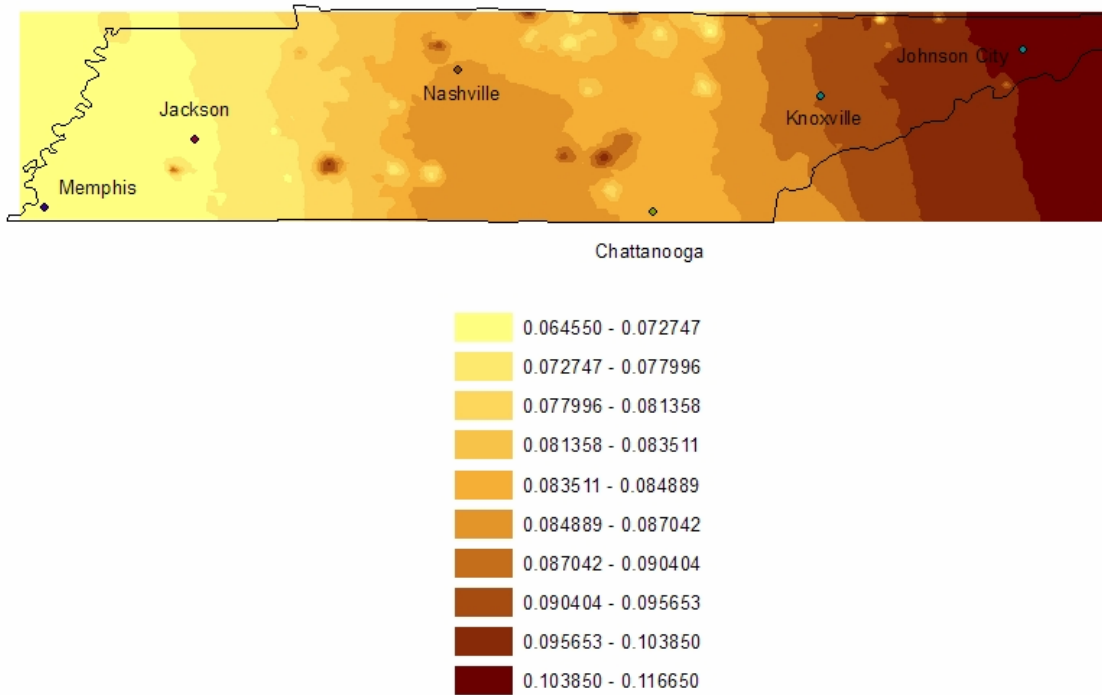 Johnson City
Nashville
Jackson
Knoxville
Memphis
Chattanooga
0.064550 - 0.072747
0.072747 - 0.077996
0.077996 - 0.081358
0.081358 - 0.083511
0.083511 - 0.084889
0.084889 - 0.087042
0.087042 - 0.090404
0.090404 - 0.095653
0.095653 - 0.103850
0.103850 - 0.116650